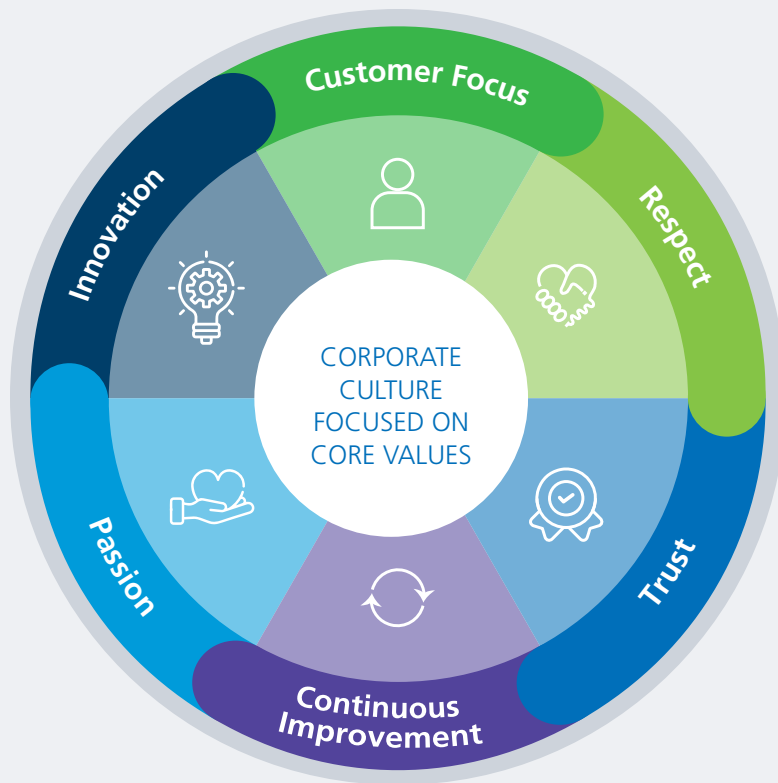 Customer Focus
Respect
Trust
Continuous
Improvement
Passion
Innovation
CORPORATE
CULTURE
FOCUSED ON
CORE VALUES